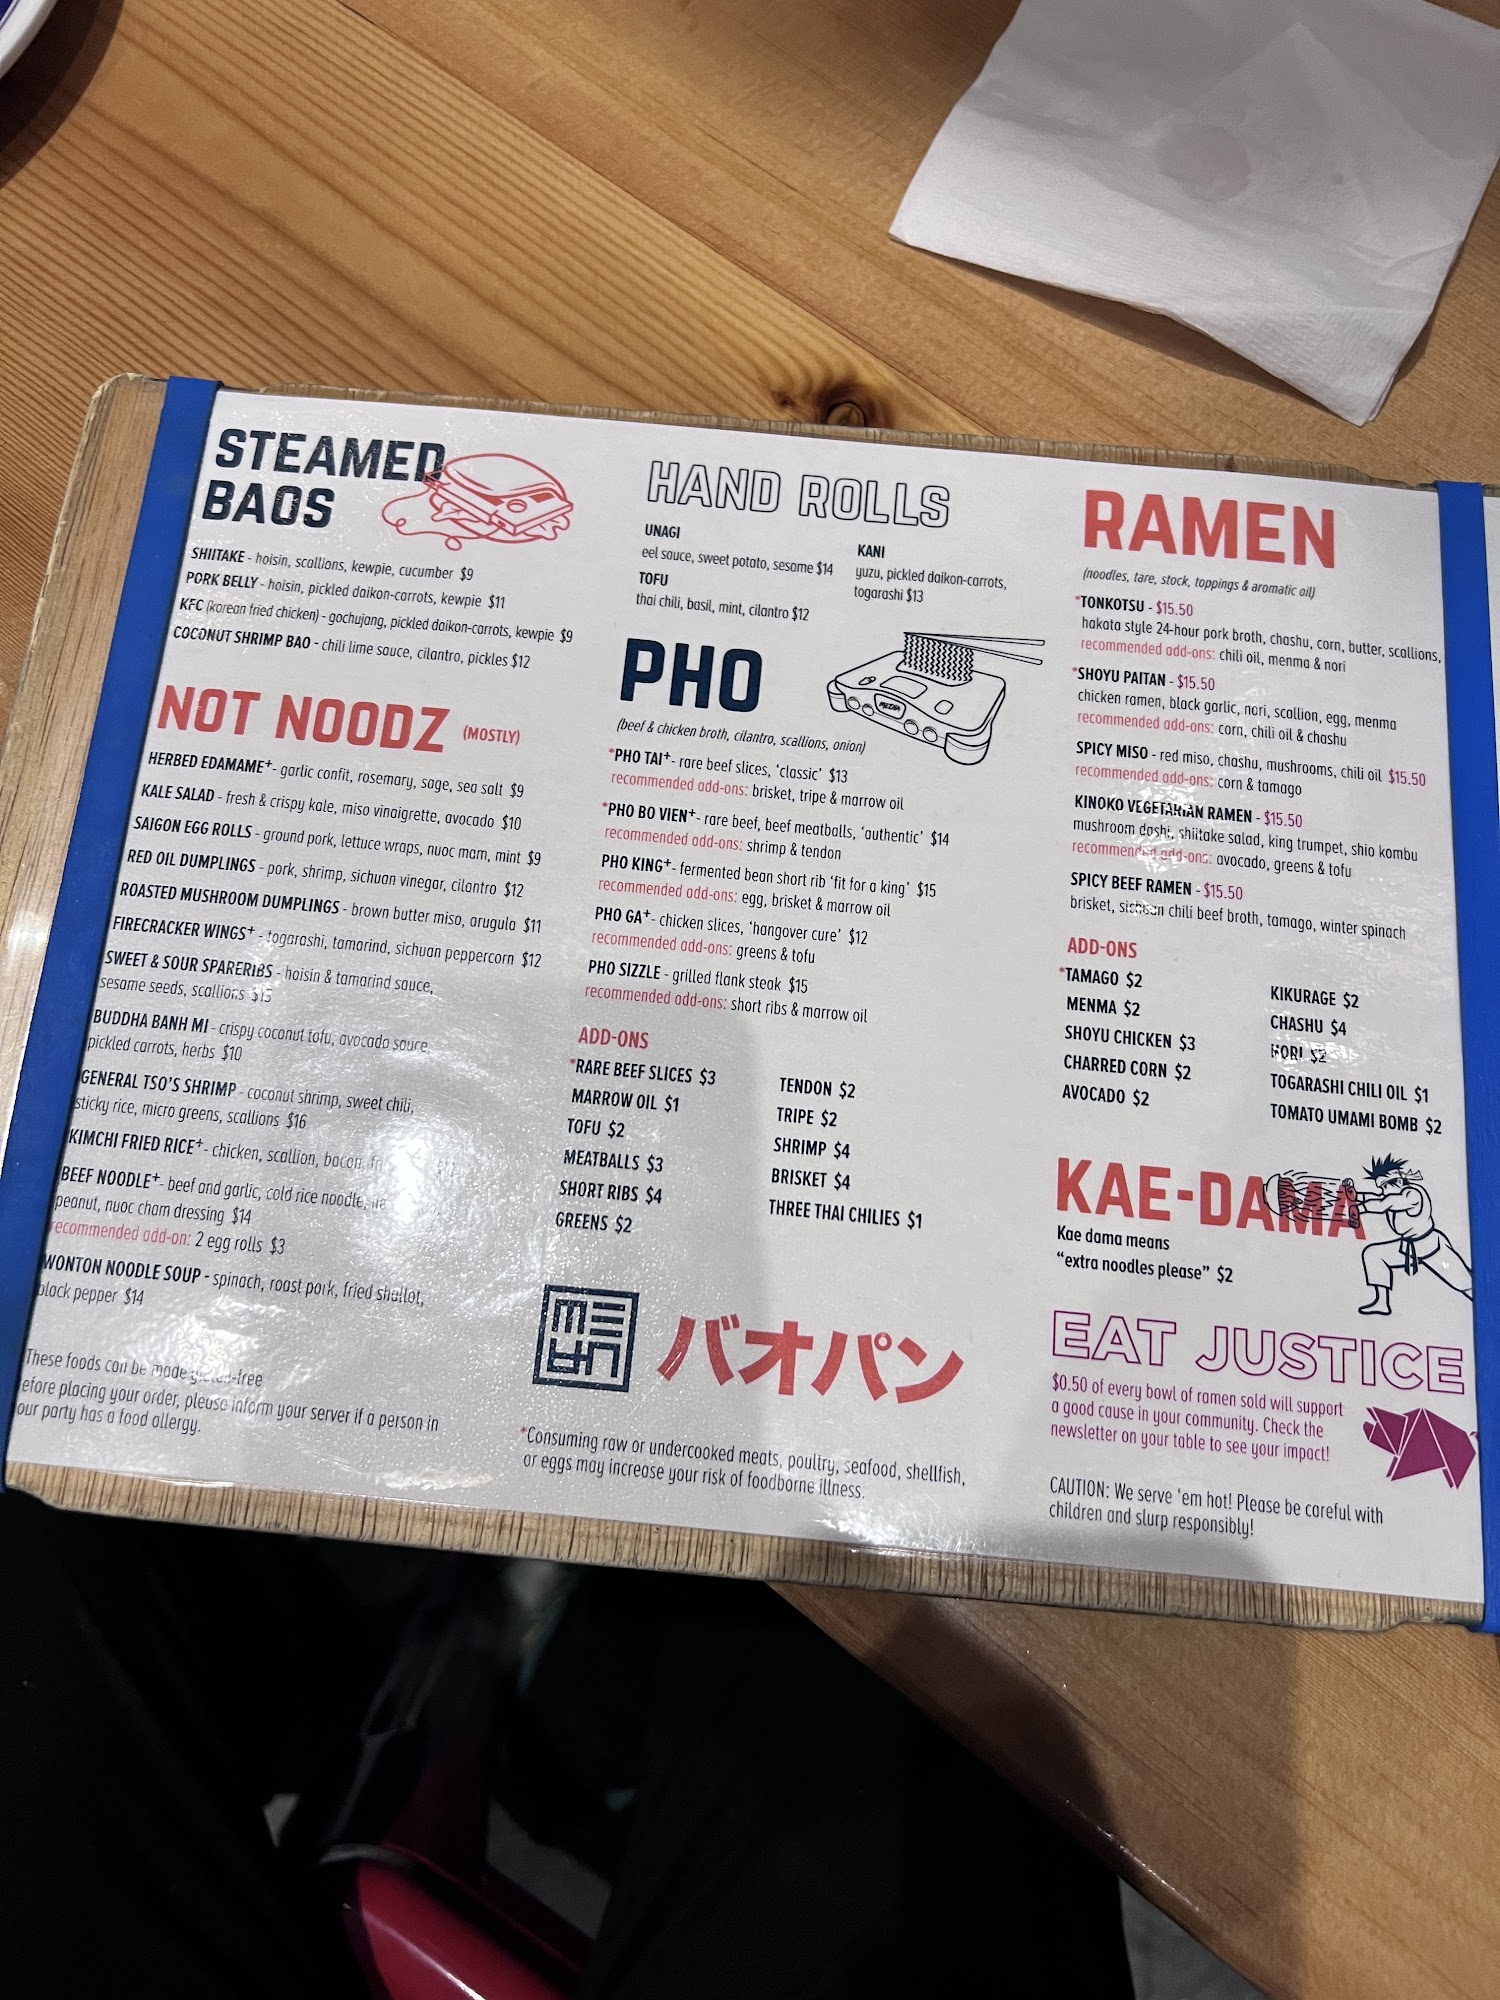 STEAMED
BAOS
SHIITAKE - hoisin, scallions, kewpie, cucumber $9
PORK BELLY - hoisin, pickled daikon-carrots, kewpie $11
KFC (korean fried chicken) - gochujang, pickled daikon-carrots, kewpie $9
COCONUT SHRIMP BAO - chili lime sauce, cilantro, pickles $12
NOT NOODZ (MOSTLY)
HERBED EDAMAME+- garlic confit, rosemary, sage, sea salt $9
KALE SALAD - fresh & crispy kale, miso vinaigrette, avocado $10
SAIGON EGG ROLLS - ground pork, lettuce wraps, nuoc mam, mint $9
RED OIL DUMPLINGS - pork, shrimp, sichuan vinegar, cilantro $12
ROASTED MUSHROOM DUMPLINGS - brown butter miso, arugula $11
FIRECRACKER WINGS+ - togarashi, tamarind, sichuan peppercorn $12
SWEET & SOUR SPARERIBS - hoisin & tamarind sauce,
sesame seeds, scallions $15
BUDDHA BANH MI - crispy coconut tofu, avocado sauce,
pickled carrots, herbs $10
GENERAL TSO'S SHRIMP - coconut shrimp, sweet chili,
sticky rice, micro greens, scallions $16
KIMCHI FRIED RICE+- chicken, scallion, bacon,
BEEF NOODLE+- beef and garlic, cold rice noodle,
peanut, nuoc cham dressing $14
recommended add-on: 2 egg rolls $3
WONTON NOODLE SOUP - spinach, roast pork, fried shallot,
black pepper $14
These foods can be made gluten-free
efore placing your order, please inform your server if a person in
our party has a food allergy.
HAND ROLLS
UNAGI
eel sauce, sweet potato, sesame $14
TOFU
thai chili, basil, mint, cilantro $12
KANI
yuzu, pickled daikon-carrots,
togarashi $13
PHO
MEDIA
(beef & chicken broth, cilantro, scallions, onion)
*PHO TAI+- rare beef slices, 'classic' $13
recommended add-ons: brisket, tripe & marrow oil
*PHO BO VIEN+- rare beef, beef meatballs, 'authentic' $14
recommended add-ons: shrimp & tendon
PHO KING+- fermented bean short rib 'fit for a king' $15
recommended add-ons: egg, brisket & marrow oil
PHO GA+- chicken slices, 'hangover cure' $12
recommended add-ons: greens & tofu
PHO SIZZLE - grilled flank steak $15
recommended add-ons: short ribs & marrow oil
ADD-ONS
*RARE BEEF SLICES $3
MARROW OIL $1
TOFU $2
MEATBALLS $3
SHORT RIBS $4
GREENS $2
TENDON $2
TRIPE $2
SHRIMP $4
BRISKET $4
THREE THAI CHILIES $1
バオパン
*Consuming raw or undercooked meats, poultry, seafood, shellfish,
or eggs may increase your risk of foodborne illness.
RAMEN
(noodles, tare, stock, toppings & aromatic oil)
*TONKOTSU - $15.50
hakata style 24-hour pork broth, chashu, corn, butter, scallions,
recommended add-ons: chili oil, menma & nori
*SHOYU PAITAN - $15.50
chicken ramen, black garlic, nori, scallion, egg, menma
recommended add-ons: corn, chili oil & chashu
SPICY MISO - red miso, chashu, mushrooms, chili oil $15.50
recommended add-ons: corn & tamago
KINOKO VEGETARIAN RAMEN - $15.50
mushroom dashi, shiitake salad, king trumpet, shio kombu
recommended add-ons: avocado, greens & tofu
SPICY BEEF RAMEN - $15.50
brisket, sichuan chili beef broth, tamago, winter spinach
ADD-ONS
*TAMAGO $2
MENMA $2
SHOYU CHICKEN $3
CHARRED CORN $2
AVOCADO $2
KIKURAGE $2
CHASHU $4
NORI $2
TOGARASHI CHILI OIL $1
TOMATO UMAMI BOMB $2
KAE-DAMA
Kae dama means
"extra noodles please" $2
EAT JUSTICE
$0.50 of every bowl of ramen sold will support
a good cause in your community. Check the
newsletter on your table to see your impact!
CAUTION: We serve 'em hot! Please be careful with
children and slurp responsibly!